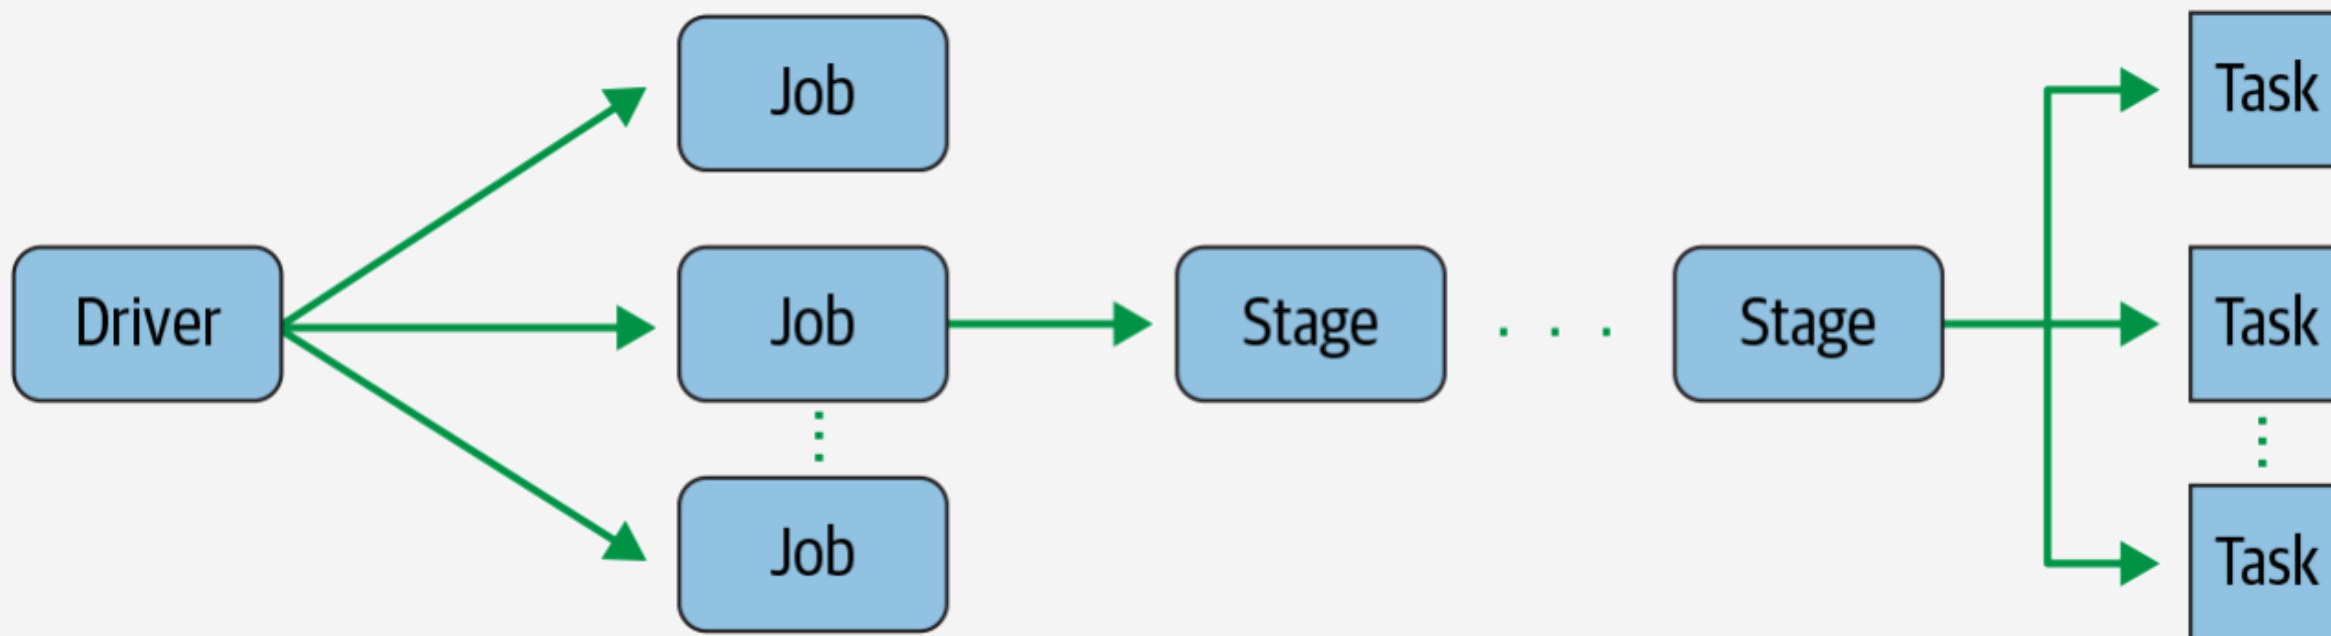 Job
Task
Driver
Job
Stage
Stage
Task
Job
Task